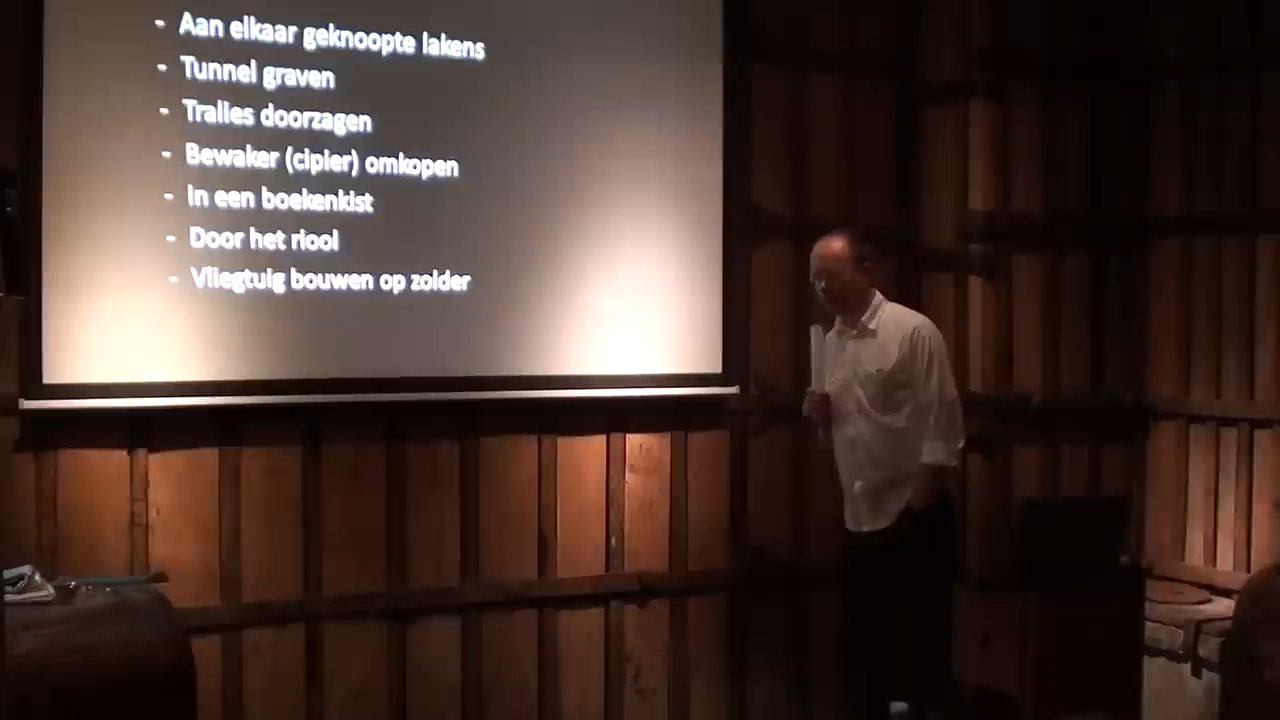 - Aan elkaar geknoopte lakens
- Tunnel graven
- Tralies doorzagen
- Bewaker (cipier) omkopen
- In een boekenkist
- Door het riool
- Vliegtuig bouwen op zolder